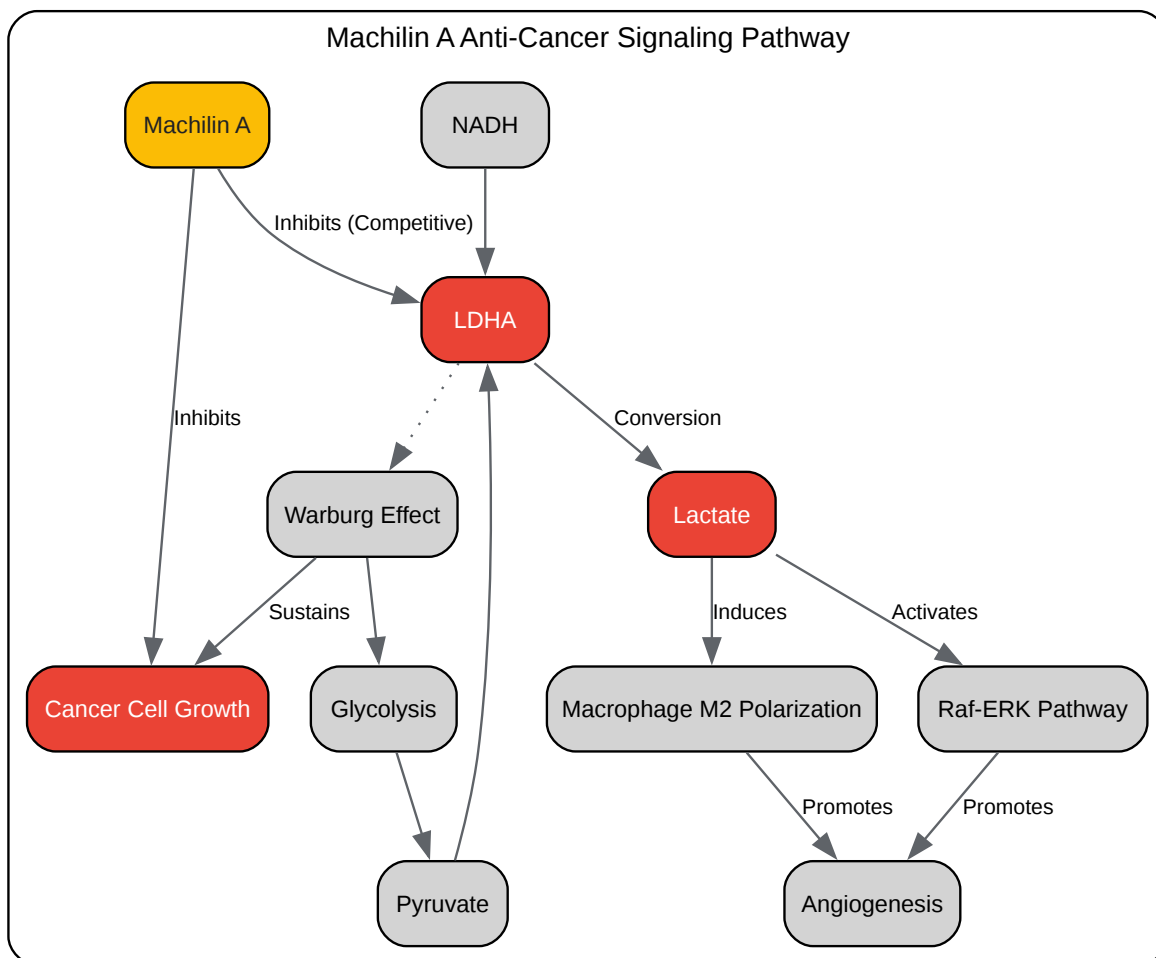 Machilin A Anti-Cancer Signaling Pathway
Machilin A
NADH
Inhibits (Competitive)
LDHA
Inhibits
Conversion
Warburg Effect
Lactate
Sustains
Induces
Activates
Cancer Cell Growth
Glycolysis
Macrophage M2 Polarization
Raf-ERK Pathway
Promotes
Promotes
Pyruvate
Angiogenesis